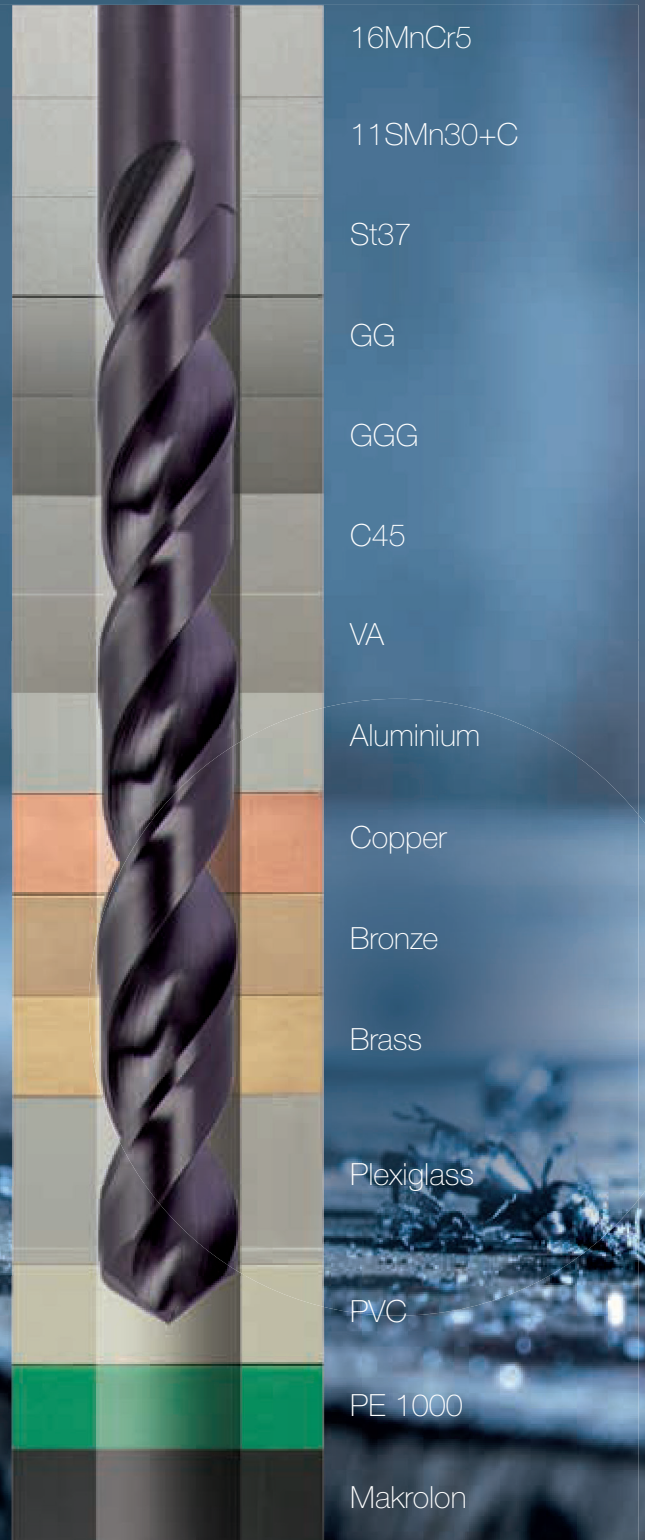 16MnCr5
11SMn30+C
St37
GG
GGG
C45
VA
Aluminium
Copper
Bronze
Brass
Plexiglass
PVC
PE 1000
Makrolon